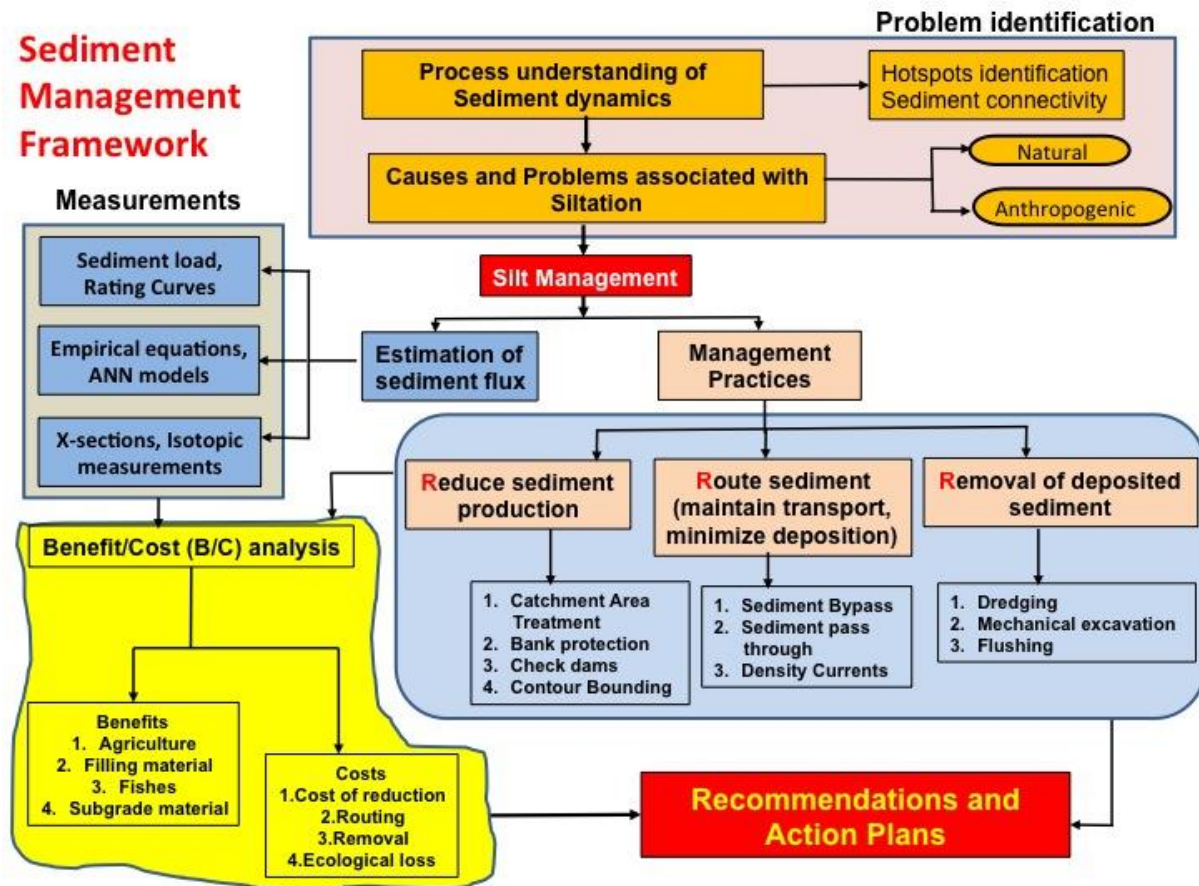 Sediment
Management
Framework
Problem identification
Process understanding of
Sediment dynamics
Hotspots identification
Sediment connectivity
Causes and Problems associated with
Siltation
Natural
Anthropogenic
Measurements
Sediment load,
Rating Curves
Empirical equations,
ANN models
X-sections, Isotopic
measurements
Silt Management
Estimation of
sediment flux
Management
Practices
Reduce sediment
production
Route sediment
(maintain transport,
minimize deposition)
Removal of deposited
sediment
1. Catchment Area
Treatment
2. Bank protection
3. Check dams
4. Contour Bounding
1. Sediment Bypass
2. Sediment pass
through
3. Density Currents
1. Dredging
2. Mechanical excavation
3. Flushing
Benefit/Cost (B/C) analysis
Benefits
1. Agriculture
2. Filling material
3. Fishes
4. Subgrade material
Costs
1.Cost of reduction
2.Routing
3.Removal
4.Ecological loss
Recommendations and
Action Plans